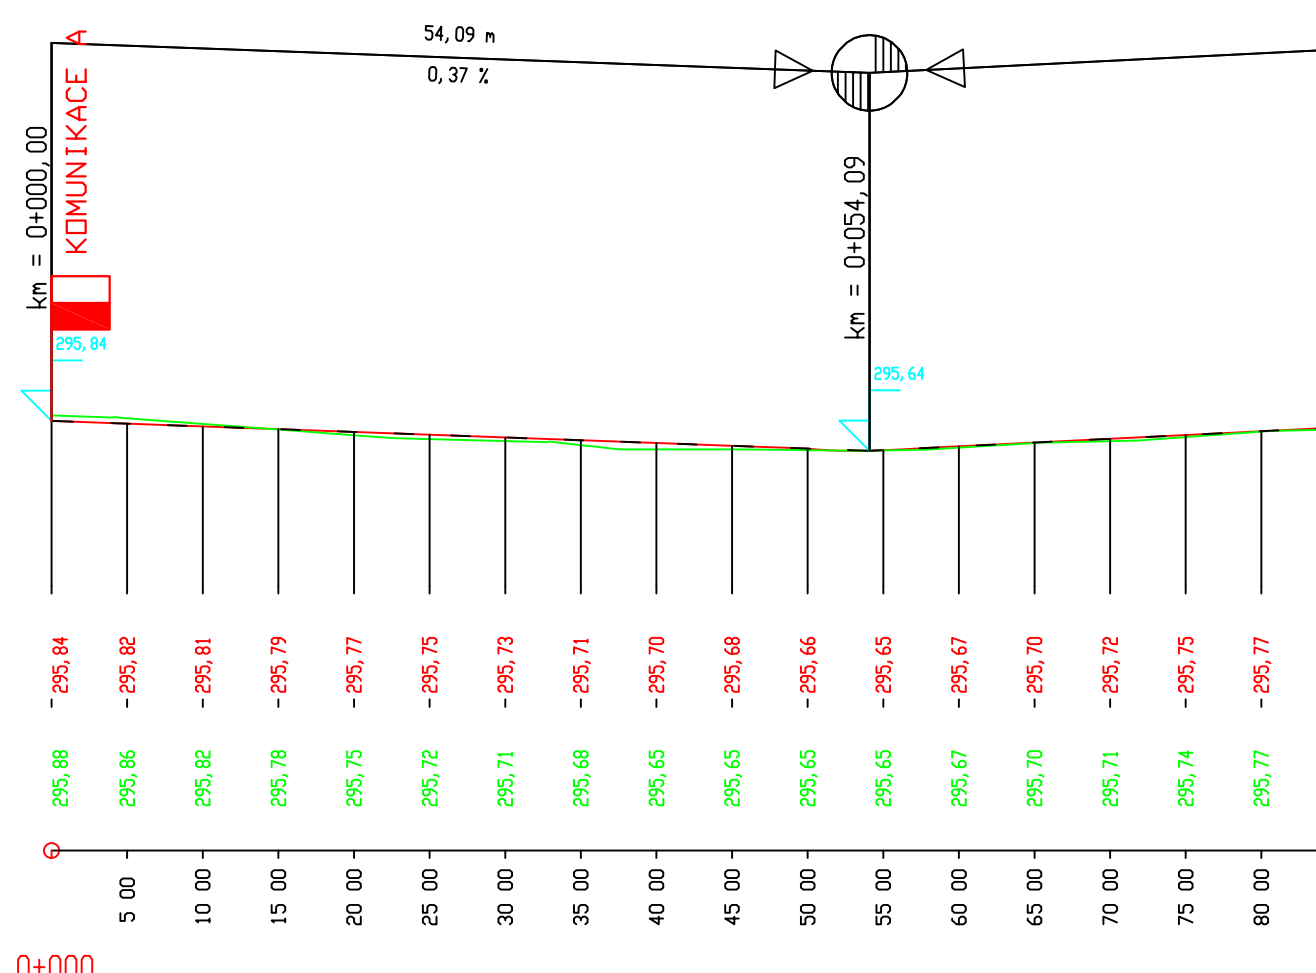 54,09 m
0,37 %
km = 0+000,00
KOMUNIKACE A
km = 0+054,09
295,84
295,64
295,84 295,82 295,81 295,79 295,77 295,75 295,73 295,71 295,70 295,68 295,66 295,65 295,67 295,70 295,72 295,75 295,77
295,88 295,86 295,82 295,78 295,75 295,72 295,71 295,68 295,65 295,65 295,65 295,65 295,67 295,70 295,71 295,74 295,77
5 00 10 00 15 00 20 00 25 00 30 00 35 00 40 00 45 00 50 00 55 00 60 00 65 00 70 00 75 00 80 00
0+000